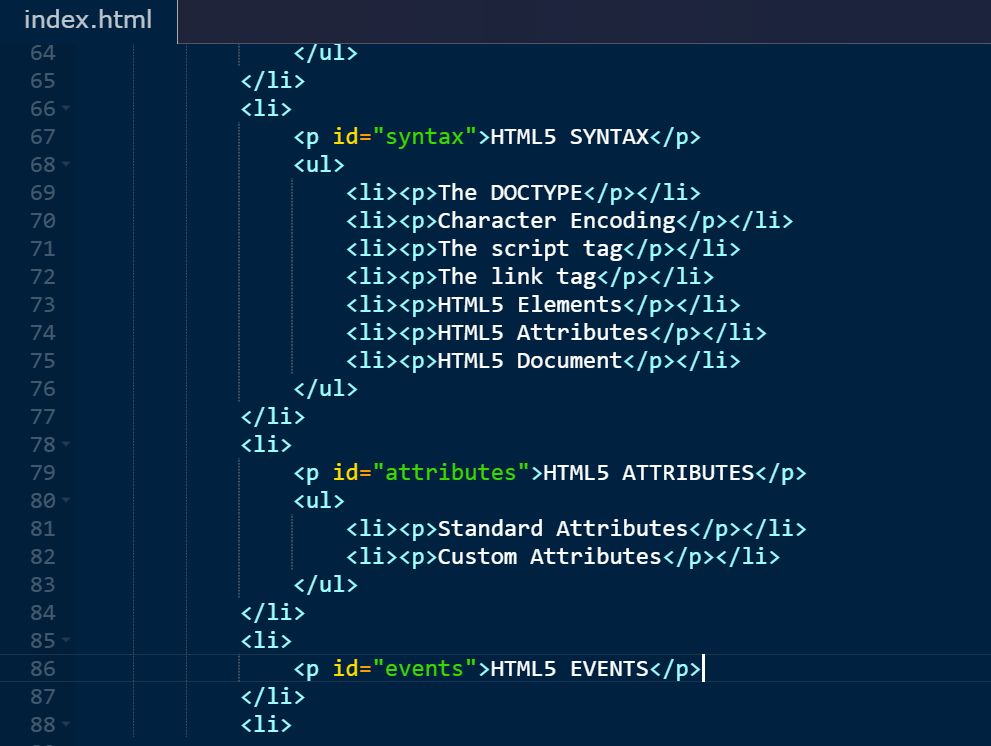 index.html
64 </ul>
65 </li>
66 <li>
67 <p id="syntax">HTML5 SYNTAX</p>
68 <ul>
69 <li><p>The DOCTYPE</p></li>
70 <li><p>Character Encoding</p></li>
71 <li><p>The script tag</p></li>
72 <li><p>The link tag</p></li>
73 <li><p>HTML5 Elements</p></li>
74 <li><p>HTML5 Attributes</p></li>
75 <li><p>HTML5 Document</p></li>
76 </ul>
77 </li>
78 <li>
79 <p id="attributes">HTML5 ATTRIBUTES</p>
80 <ul>
81 <li><p>Standard Attributes</p></li>
82 <li><p>Custom Attributes</p></li>
83 </ul>
84 </li>
85 <li>
86 <p id="events">HTML5 EVENTS</p>
87 </li>
88 <li>